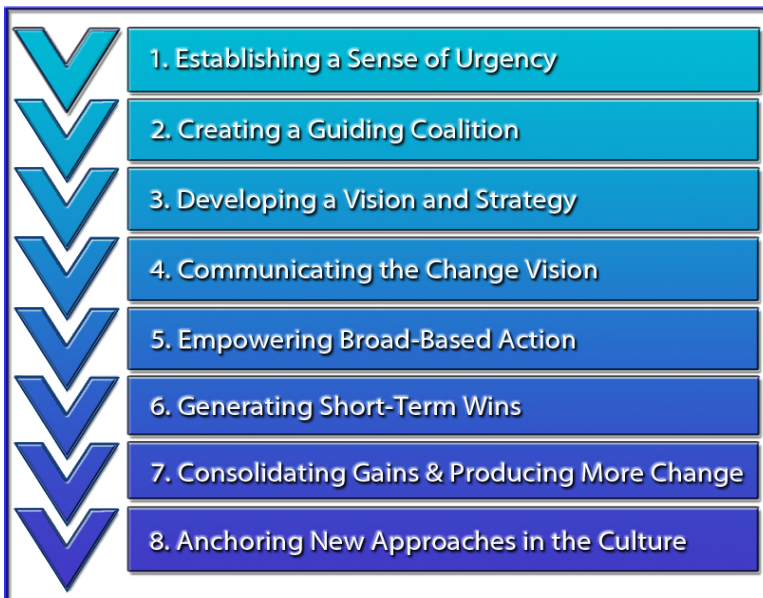 1. Establishing a Sense of Urgency
2. Creating a Guiding Coalition
3. Developing a Vision and Strategy
4. Communicating the Change Vision
5. Empowering Broad-Based Action
6. Generating Short-Term Wins
7. Consolidating Gains & Producing More Change
8. Anchoring New Approaches in the Culture